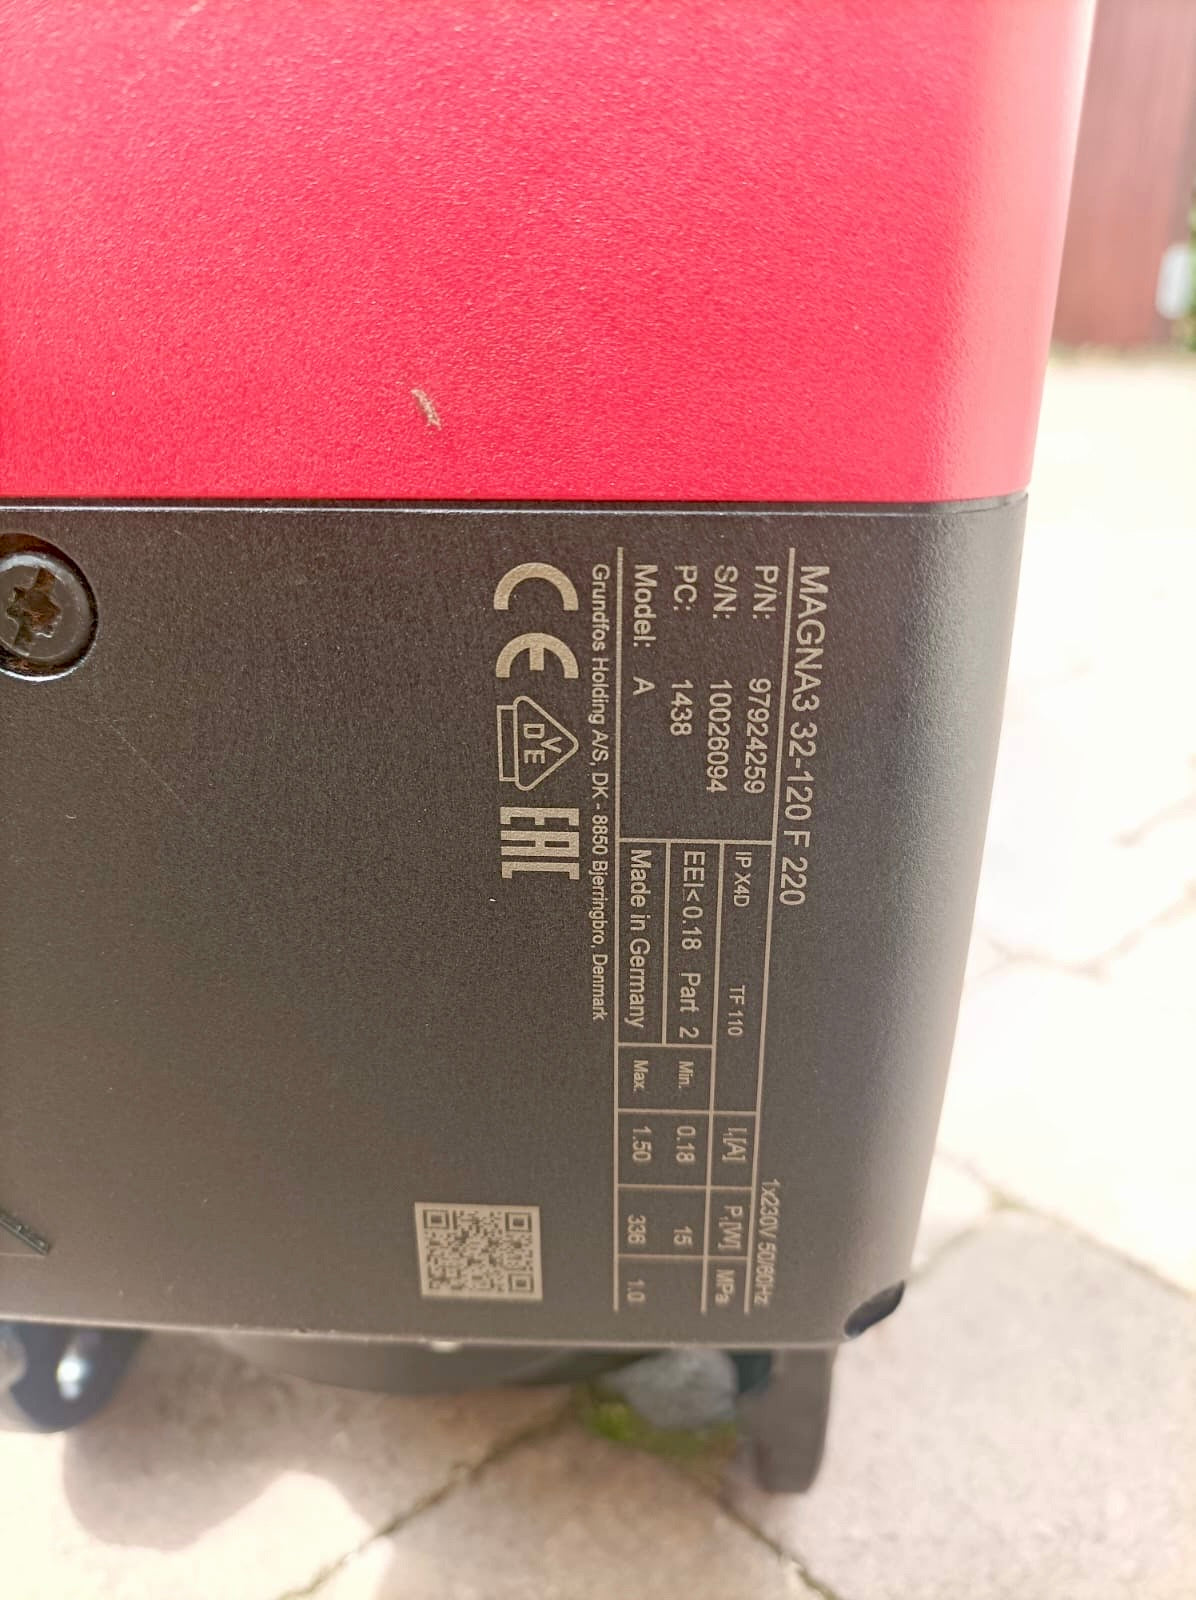 MAGNA3 32-120 F 220
1x230V 50/60Hz
P/N: 97924259
S/N: 10026094
PC: 1438
Model: A
IP X4D TF 110
EEI<0.18 Part 2
Made in Germany
I₁[A] P₁[W] MPa
Min. 0.18 15
Max. 1.50 336 1.0
Grundfos Holding A/S, DK - 8850 Bjerringbro, Denmark
CE VDE EAC